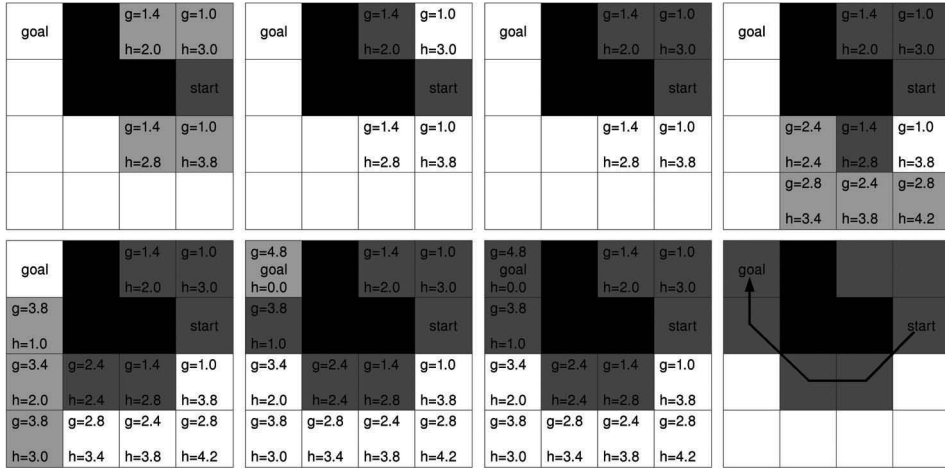 g=1.4 g=1.0
goal
h=2.0 h=3.0
start
g=1.4 g=1.0
h=2.8 h=3.8
g=1.4 g=1.0
goal
h=2.0 h=3.0
start
g=1.4 g=1.0
h=2.8 h=3.8
g=1.4 g=1.0
goal
h=2.0 h=3.0
start
g=1.4 g=1.0
h=2.8 h=3.8
g=1.4 g=1.0
goal
h=2.0 h=3.0
start
g=2.4 g=1.4 g=1.0
h=2.4 h=2.8 h=3.8
g=2.8 g=2.4 g=2.8
h=3.4 h=3.8 h=4.2
g=1.4 g=1.0
goal
h=2.0 h=3.0
g=3.8
start
h=1.0
g=3.4 g=2.4 g=1.4 g=1.0
h=2.0 h=2.4 h=2.8 h=3.8
g=3.8 g=2.8 g=2.4 g=2.8
h=3.0 h=3.4 h=3.8 h=4.2
g=4.8 g=1.4 g=1.0
goal
h=0.0 h=2.0 h=3.0
g=3.8
start
h=1.0
g=3.4 g=2.4 g=1.4 g=1.0
h=2.0 h=2.4 h=2.8 h=3.8
g=3.8 g=2.8 g=2.4 g=2.8
h=3.0 h=3.4 h=3.8 h=4.2
g=4.8 g=1.4 g=1.0
goal
h=0.0 h=2.0 h=3.0
g=3.8
start
h=1.0
g=3.4 g=2.4 g=1.4 g=1.0
h=2.0 h=2.4 h=2.8 h=3.8
g=3.8 g=2.8 g=2.4 g=2.8
h=3.0 h=3.4 h=3.8 h=4.2
goal
start